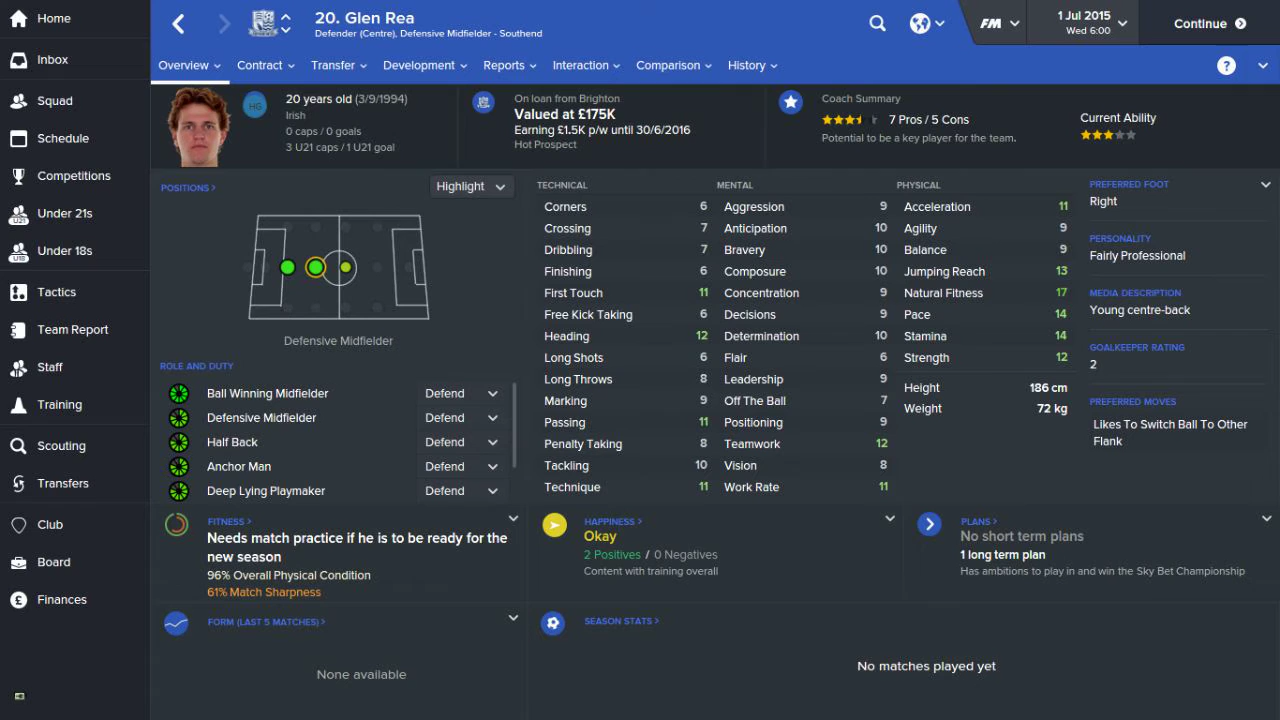 Home
Inbox
Squad
Schedule
Competitions
Under 21s
Under 18s
Tactics
Team Report
Staff
Training
Scouting
Transfers
Club
Board
Finances
20. Glen Rea
Defender (Centre), Defensive Midfielder - Southend
FM
1 Jul 2015
Wed 6:00
Continue
Overview
Contract
Transfer
Development
Reports
Interaction
Comparison
History
?
HG
20 years old (3/9/1994)
Irish
0 caps / 0 goals
3 U21 caps / 1 U21 goal
On loan from Brighton
Valued at £175K
Earning £1.5K p/w until 30/6/2016
Hot Prospect
Coach Summary
7 Pros / 5 Cons
Potential to be a key player for the team.
Current Ability
POSITIONS >
Highlight
Defensive Midfielder
ROLE AND DUTY
Ball Winning Midfielder Defend
Defensive Midfielder Defend
Half Back Defend
Anchor Man Defend
Deep Lying Playmaker Defend
TECHNICAL
Corners 6
Crossing 7
Dribbling 7
Finishing 6
First Touch 11
Free Kick Taking 6
Heading 12
Long Shots 6
Long Throws 8
Marking 9
Passing 11
Penalty Taking 8
Tackling 10
Technique 11
MENTAL
Aggression 9
Anticipation 10
Bravery 10
Composure 10
Concentration 9
Decisions 9
Determination 10
Flair 6
Leadership 9
Off The Ball 7
Positioning 9
Teamwork 12
Vision 8
Work Rate 11
PHYSICAL
Acceleration 11
Agility 9
Balance 9
Jumping Reach 13
Natural Fitness 17
Pace 14
Stamina 14
Strength 12
Height 186 cm
Weight 72 kg
PREFERRED FOOT
Right
PERSONALITY
Fairly Professional
MEDIA DESCRIPTION
Young centre-back
GOALKEEPER RATING
2
PREFERRED MOVES
Likes To Switch Ball To Other
Flank
FITNESS >
Needs match practice if he is to be ready for the
new season
96% Overall Physical Condition
61% Match Sharpness
HAPPINESS >
Okay
2 Positives / 0 Negatives
Content with training overall
PLANS >
No short term plans
1 long term plan
Has ambitions to play in and win the Sky Bet Championship
FORM (LAST 5 MATCHES) >
None available
SEASON STATS >
No matches played yet